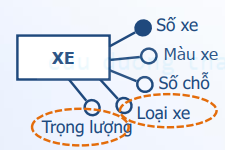 Số xe
XE
Màu xe
Số chỗ
Loại xe
Trọng lượng